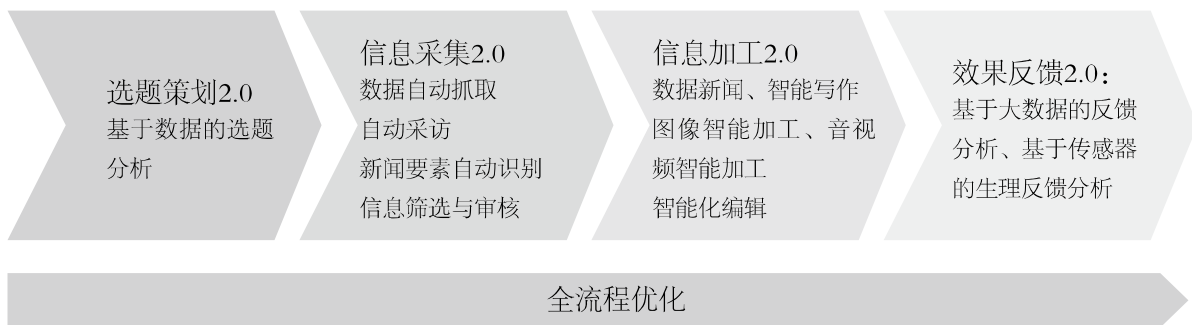 选题策划2.0
基于数据的选题
分析
信息采集2.0
数据自动抓取
自动采访
新闻要素自动识别
信息筛选与审核
信息加工2.0
数据新闻、智能写作
图像智能加工、音视
频智能加工
智能化编辑
效果反馈2.0：
基于大数据的反馈
分析、基于传感器
的生理反馈分析
全流程优化